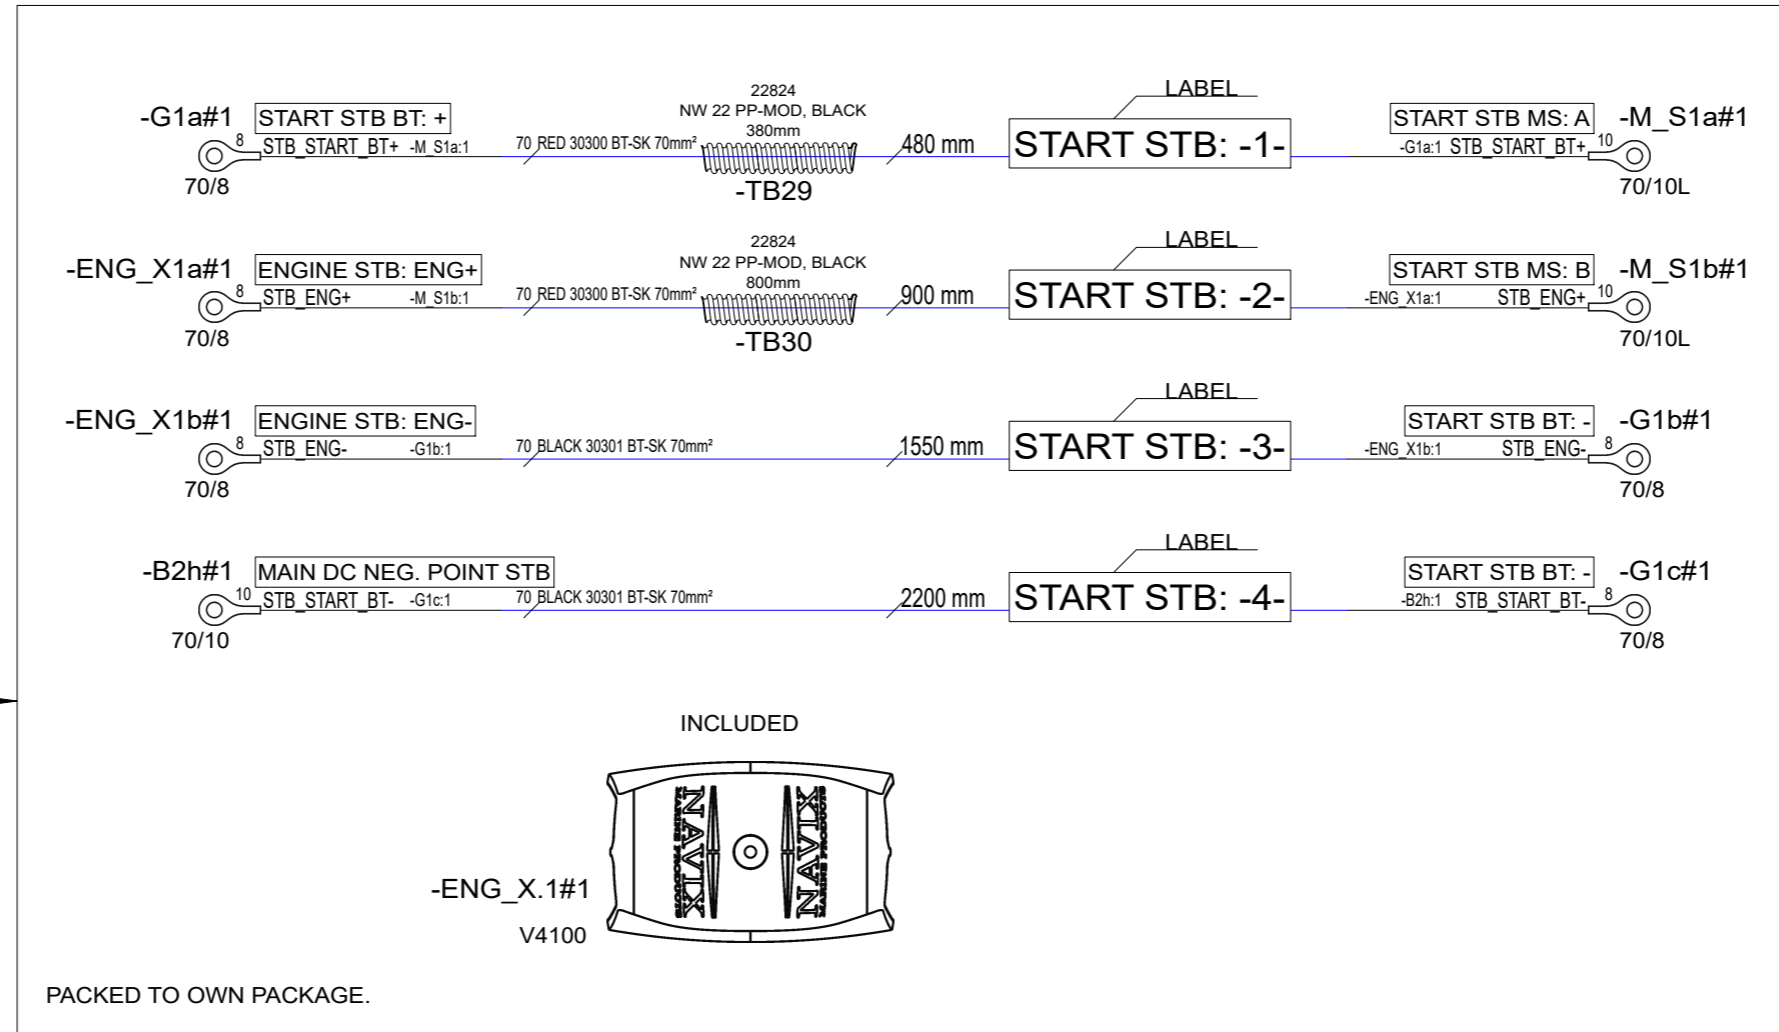 LABEL
22824
NW 22 PP-MOD, BLACK
380mm
-G1a#1 START STB BT: + START STB MS: A -M_S1a#1
8 STB_START_BT+ -M_S1a:1 70 RED 30300 BT-SK 70mm² 480 mm START STB: -1- -G1a:1 STB_START_BT+ 10
70/8 -TB29 70/10L
LABEL
22824
NW 22 PP-MOD, BLACK
800mm
-ENG_X1a#1 ENGINE STB: ENG+ START STB MS: B -M_S1b#1
8 STB_ENG+ -M_S1b:1 70 RED 30300 BT-SK 70mm² 900 mm START STB: -2- -ENG_X1a:1 STB_ENG+ 10
70/8 -TB30 70/10L
LABEL
-ENG_X1b#1 ENGINE STB: ENG- START STB BT: - -G1b#1
8 STB_ENG- -G1b:1 70 BLACK 30301 BT-SK 70mm² 1550 mm START STB: -3- -ENG_X1b:1 STB_ENG- 8
70/8 70/8
LABEL
-B2h#1 MAIN DC NEG. POINT STB START STB BT: - -G1c#1
10 STB_START_BT- -G1c:1 70 BLACK 30301 BT-SK 70mm² 2200 mm START STB: -4- -B2h:1 STB_START_BT- 8
70/10 70/8
INCLUDED
NAVIX
MARINE PRODUCTS
NAVIX
MARINE PRODUCTS
-ENG_X.1#1
V4100
PACKED TO OWN PACKAGE.